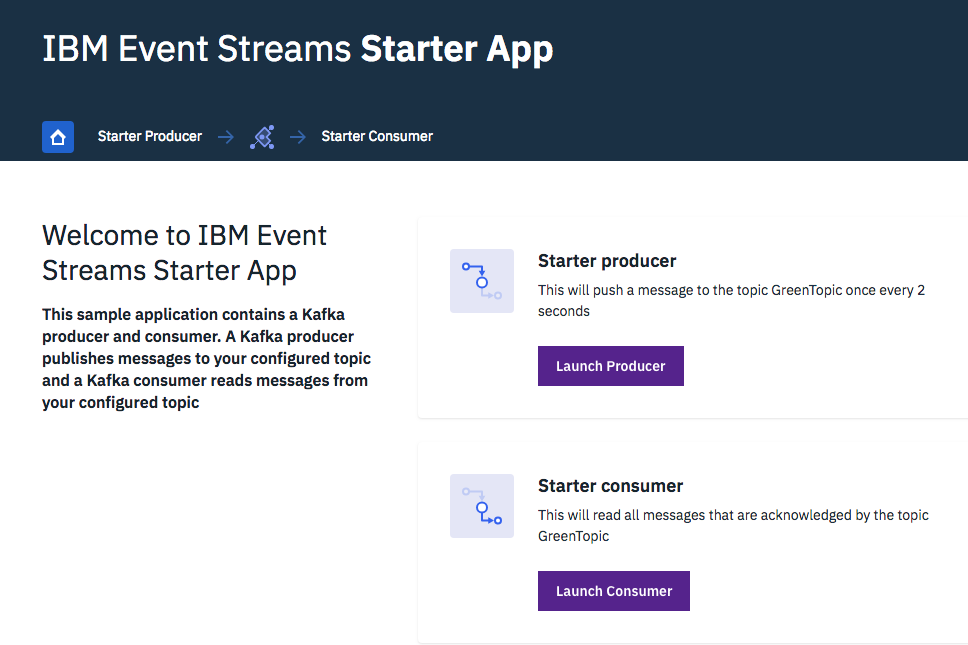 IBM Event Streams Starter App
Starter Producer
Starter Consumer
Welcome to IBM Event
Streams Starter App
This sample application contains a Kafka
producer and consumer. A Kafka producer
publishes messages to your configured topic
and a Kafka consumer reads messages from
your configured topic
Starter producer
This will push a message to the topic GreenTopic once every 2
seconds
Launch Producer
Starter consumer
This will read all messages that are acknowledged by the topic
GreenTopic
Launch Consumer